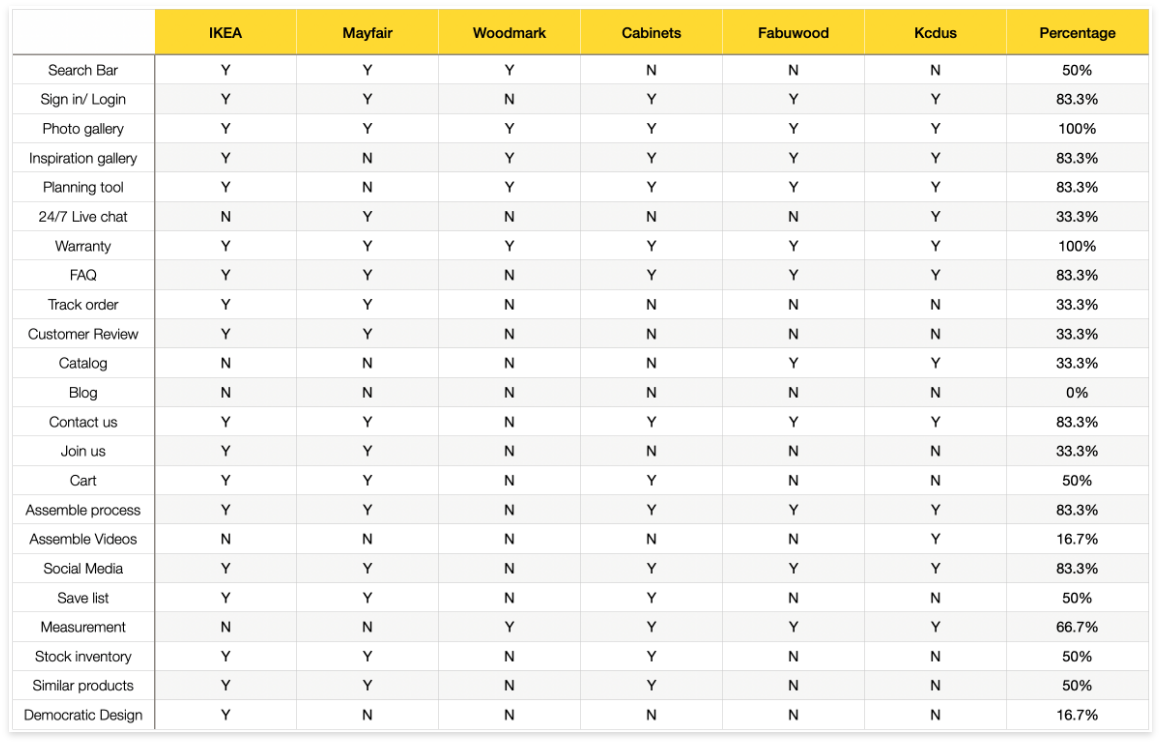 IKEA Mayfair Woodmark Cabinets Fabuwood Kcdus Percentage
Search Bar Y Y Y N N N 50%
Sign in/ Login Y Y N Y Y Y 83.3%
Photo gallery Y Y Y Y Y Y 100%
Inspiration gallery Y N Y Y Y Y 83.3%
Planning tool Y N Y Y Y Y 83.3%
24/7 Live chat N Y N N N Y 33.3%
Warranty Y Y Y Y Y Y 100%
FAQ Y Y N Y Y Y 83.3%
Track order Y Y N N N N 33.3%
Customer Review Y Y N N N N 33.3%
Catalog N N N N Y Y 33.3%
Blog N N N N N N 0%
Contact us Y Y N Y Y Y 83.3%
Join us Y Y N N N N 33.3%
Cart Y Y N Y N N 50%
Assemble process Y Y N Y Y Y 83.3%
Assemble Videos N N N N N Y 16.7%
Social Media Y Y N Y Y Y 83.3%
Save list Y Y N Y N N 50%
Measurement N N Y Y Y Y 66.7%
Stock inventory Y Y N Y N N 50%
Similar products Y Y N Y N N 50%
Democratic Design Y N N N N N 16.7%